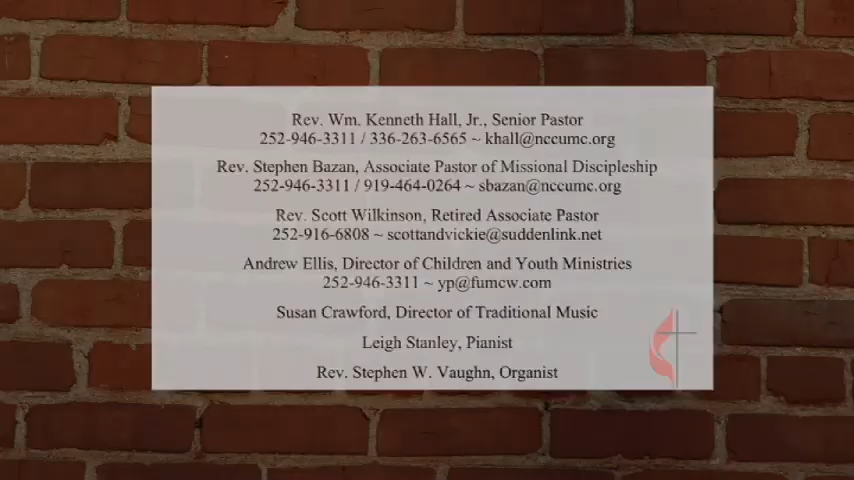 Rev. Wm. Kenneth Hall, Jr., Senior Pastor
252-946-3311 / 336-263-6565 ~ khall@nccumc.org
Rev. Stephen Bazan, Associate Pastor of Missional Discipleship
252-946-3311 / 919-464-0264 ~ sbazan@nccumc.org
Rev. Scott Wilkinson, Retired Associate Pastor
252-916-6808 ~ scottandvickie@suddenlink.net
Andrew Ellis, Director of Children and Youth Ministries
252-946-3311 ~ yp@fumcw.com
Susan Crawford, Director of Traditional Music
Leigh Stanley, Pianist
Rev. Stephen W. Vaughn, Organist